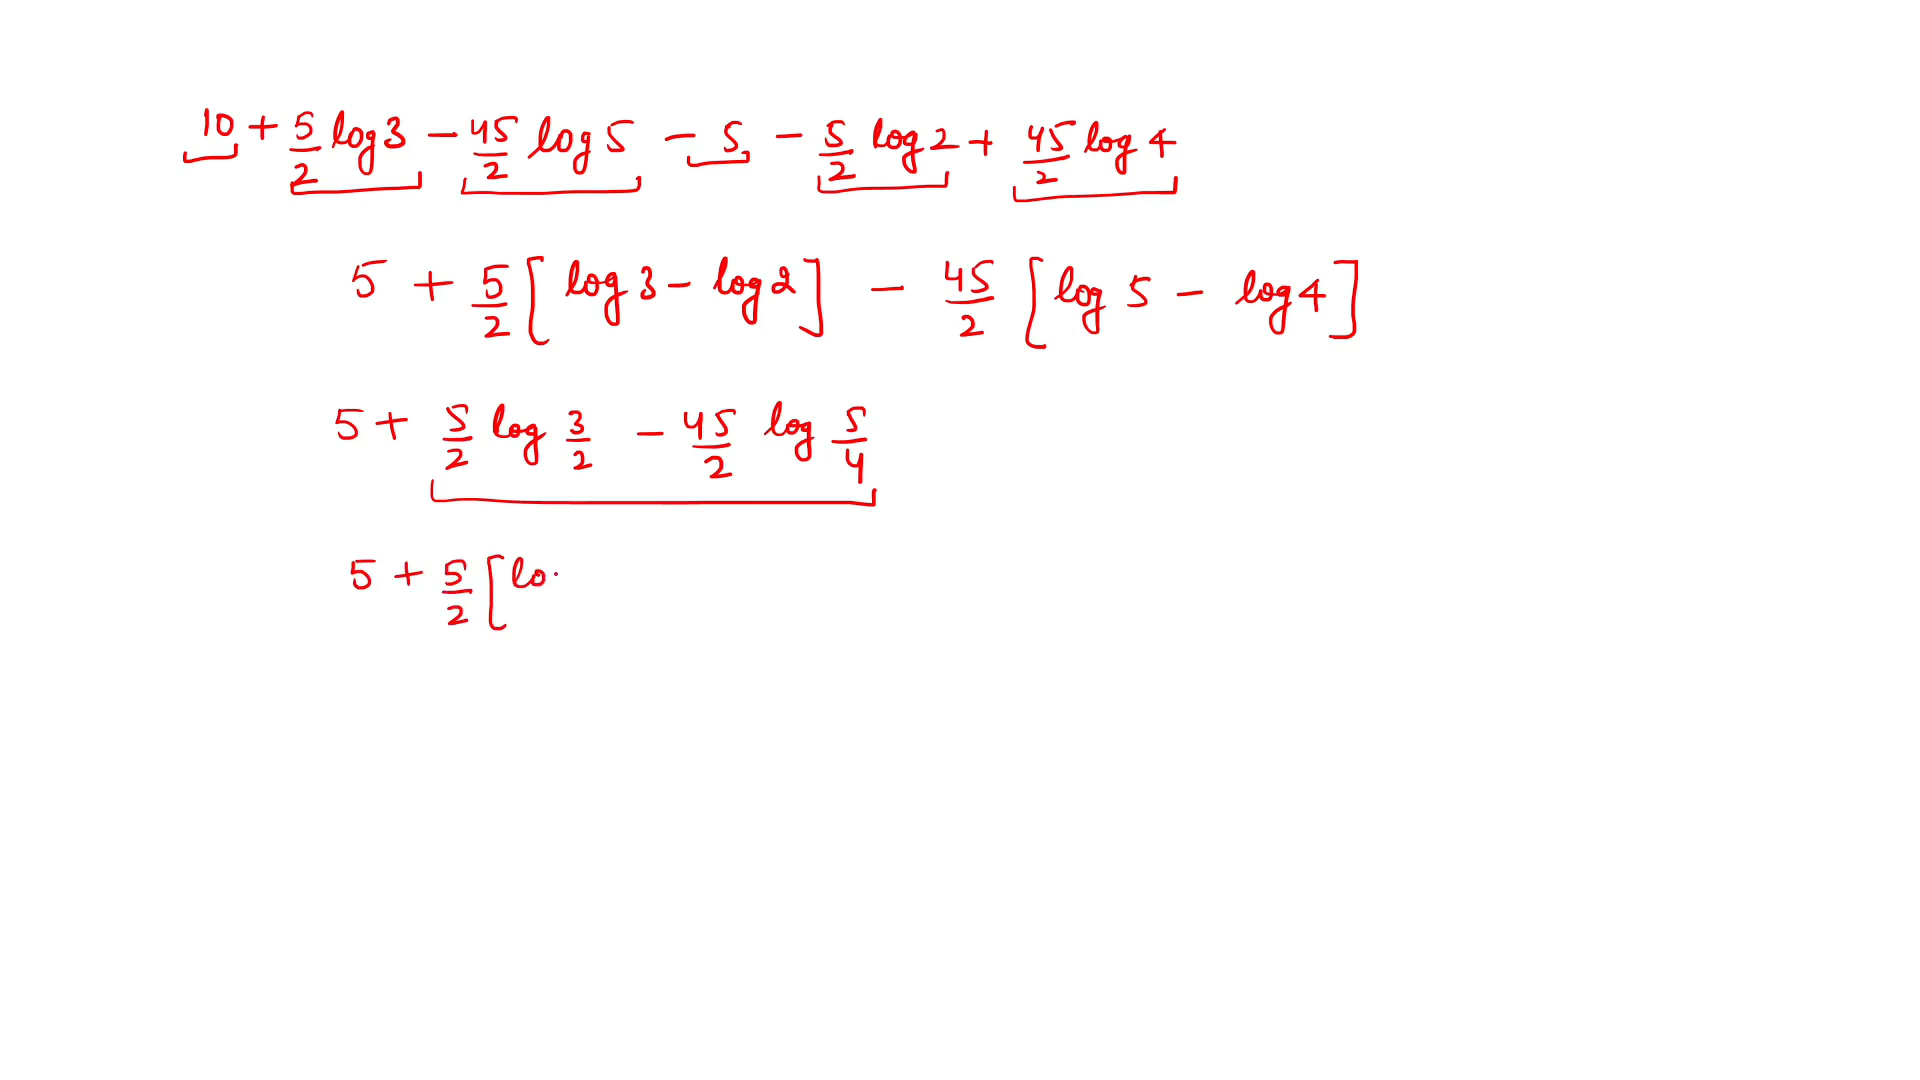 10 + 5/2 log 3 - 45/2 log 5 - 5 - 5/2 log 2 + 45/2 log 4
5 + 5/2 [ log 3 - log 2 ] - 45/2 [ log 5 - log 4 ]
5 + 5/2 log 3/2 - 45/2 log 5/4
5 + 5/2 [ lo